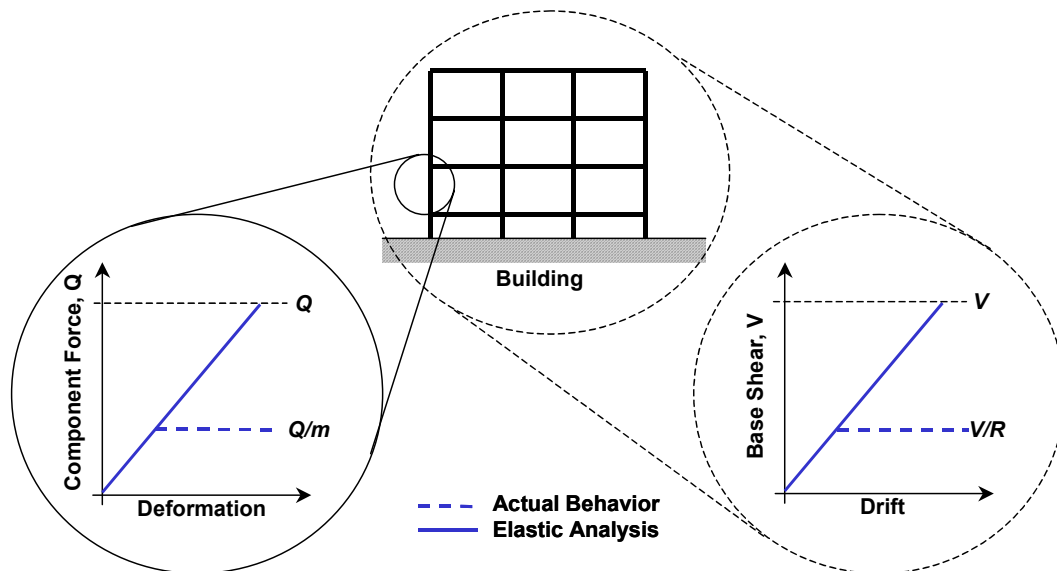 Building
Component Force, Q
Q
Q/m
Deformation
Base Shear, V
V
V/R
Drift
Actual Behavior
Elastic Analysis